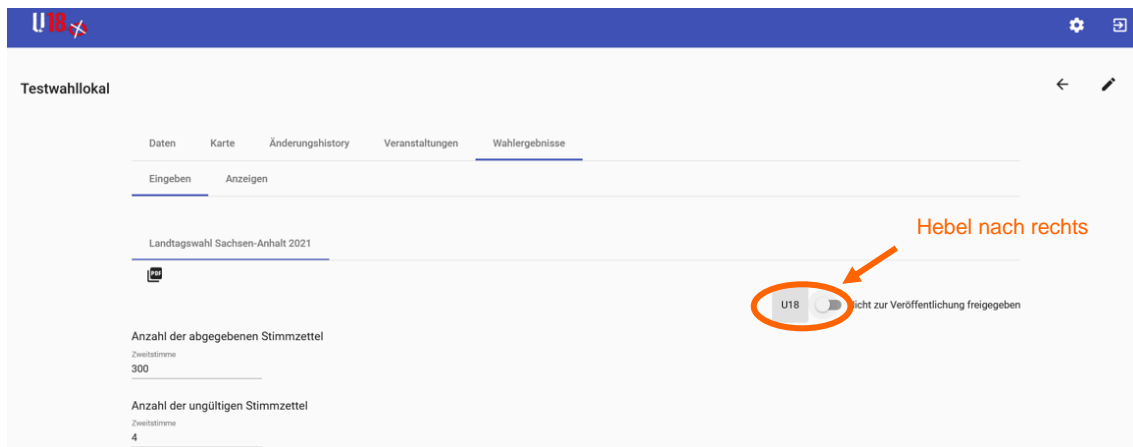 U18
Testwahllokal
Daten Karte Änderungshistory Veranstaltungen Wahlergebnisse
Eingeben Anzeigen
Hebel nach rechts
Landtagswahl Sachsen-Anhalt 2021
PDF
U18 icht zur Veröffentlichung freigegeben
Anzahl der abgegebenen Stimmzettel
Zweitstimme
300
Anzahl der ungültigen Stimmzettel
Zweitstimme
4